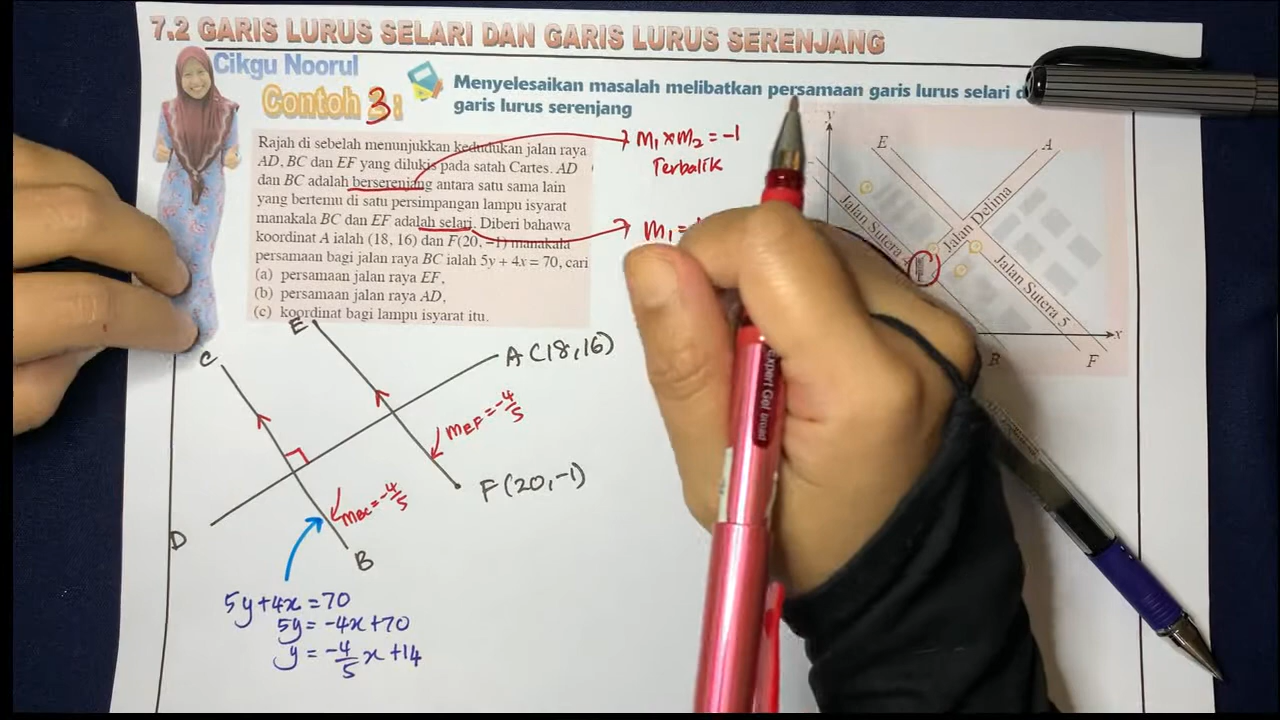 7.2 GARIS LURUS SELARI DAN GARIS LURUS SERENJANG
Cikgu Noorul
Contoh 3:
Menyelesaikan masalah melibatkan persamaan garis lurus selari
garis lurus serenjang
Rajah di sebelah menunjukkan kedudukan jalan raya
AD, BC dan EF yang dilukis pada satah Cartes. AD
dan BC adalah berserenjang antara satu sama lain
yang bertemu di satu persimpangan lampu isyarat
manakala BC dan EF adalah selari. Diberi bahawa
koordinat A ialah (18, 16) dan F(20, −1) manakala
persamaan bagi jalan raya BC ialah 5y + 4x = 70, cari
(a) persamaan jalan raya EF,
(b) persamaan jalan raya AD,
(c) koordinat bagi lampu isyarat itu.
m₁ × m₂ = -1
Terbalik
m₁ =
y
E
A
Jalan Delima
Jalan Sutera
C
Jalan Sutera 5
x
B
F
E
C
A(18,16)
mEF = -4/5
F(20,-1)
mBC = -4/5
D
B
5y+4x=70
5y = -4x+70
y = -4/5 x +14
expert Gel broad